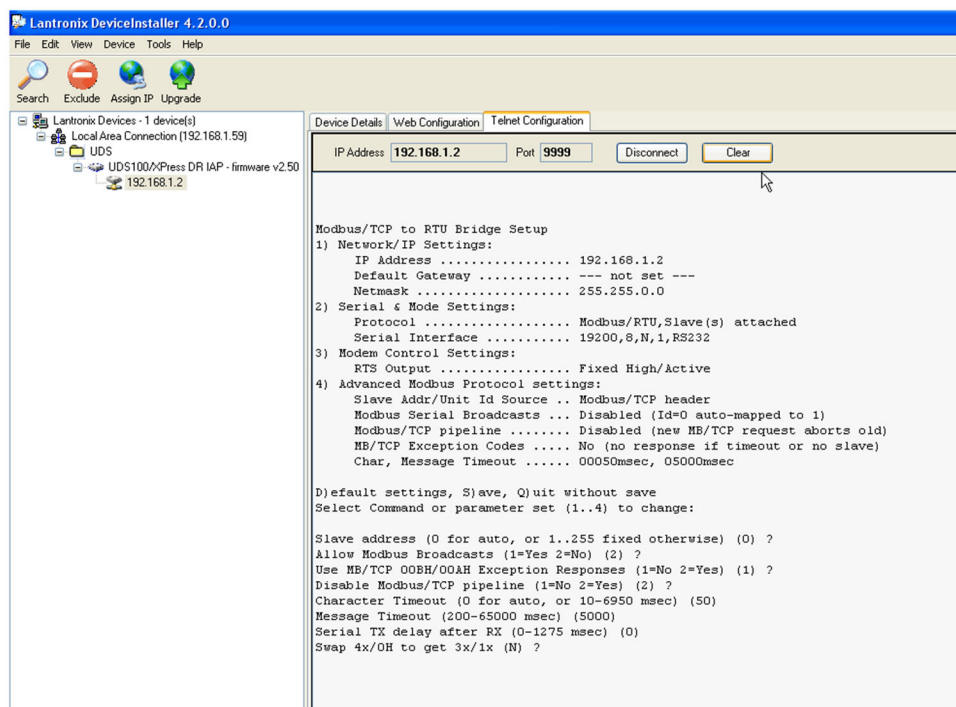 Lantronix DeviceInstaller 4.2.0.0
File Edit View Device Tools Help
Search Exclude Assign IP Upgrade
Lantronix Devices - 1 device(s)
Local Area Connection (192.168.1.59)
UDS
UDS100/XPress DR IAP - firmware v2.50
192.168.1.2
Device Details Web Configuration Telnet Configuration
IP Address 192.168.1.2 Port 9999 Disconnect Clear
Modbus/TCP to RTU Bridge Setup
1) Network/IP Settings:
IP Address ................. 192.168.1.2
Default Gateway ............ --- not set ---
Netmask .................... 255.255.0.0
2) Serial & Mode Settings:
Protocol ................... Modbus/RTU,Slave(s) attached
Serial Interface ........... 19200,8,N,1,RS232
3) Modem Control Settings:
RTS Output ................. Fixed High/Active
4) Advanced Modbus Protocol settings:
Slave Addr/Unit Id Source .. Modbus/TCP header
Modbus Serial Broadcasts ... Disabled (Id=0 auto-mapped to 1)
Modbus/TCP pipeline ........ Disabled (new MB/TCP request aborts old)
MB/TCP Exception Codes ..... No (no response if timeout or no slave)
Char, Message Timeout ...... 00050msec, 05000msec
D)efault settings, S)ave, Q)uit without save
Select Command or parameter set (1..4) to change:
Slave address (0 for auto, or 1..255 fixed otherwise) (0) ?
Allow Modbus Broadcasts (1=Yes 2=No) (2) ?
Use MB/TCP 00BH/00AH Exception Responses (1=No 2=Yes) (1) ?
Disable Modbus/TCP pipeline (1=No 2=Yes) (2) ?
Character Timeout (0 for auto, or 10-6950 msec) (50)
Message Timeout (200-65000 msec) (5000)
Serial TX delay after RX (0-1275 msec) (0)
Swap 4x/0H to get 3x/1x (N) ?